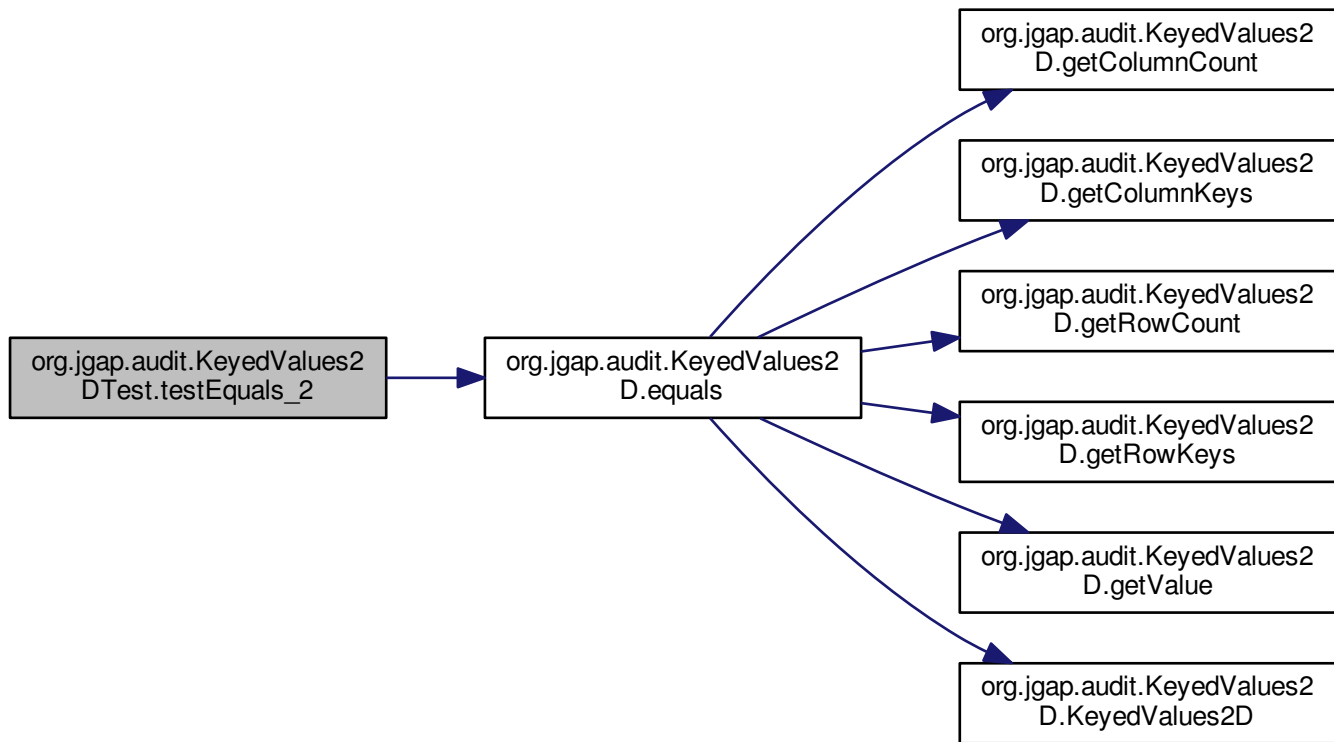 org.jgap.audit.KeyedValues2
DTest.testEquals_2
org.jgap.audit.KeyedValues2
D.equals
org.jgap.audit.KeyedValues2
D.getColumnCount
org.jgap.audit.KeyedValues2
D.getColumnKeys
org.jgap.audit.KeyedValues2
D.getRowCount
org.jgap.audit.KeyedValues2
D.getRowKeys
org.jgap.audit.KeyedValues2
D.getValue
org.jgap.audit.KeyedValues2
D.KeyedValues2D